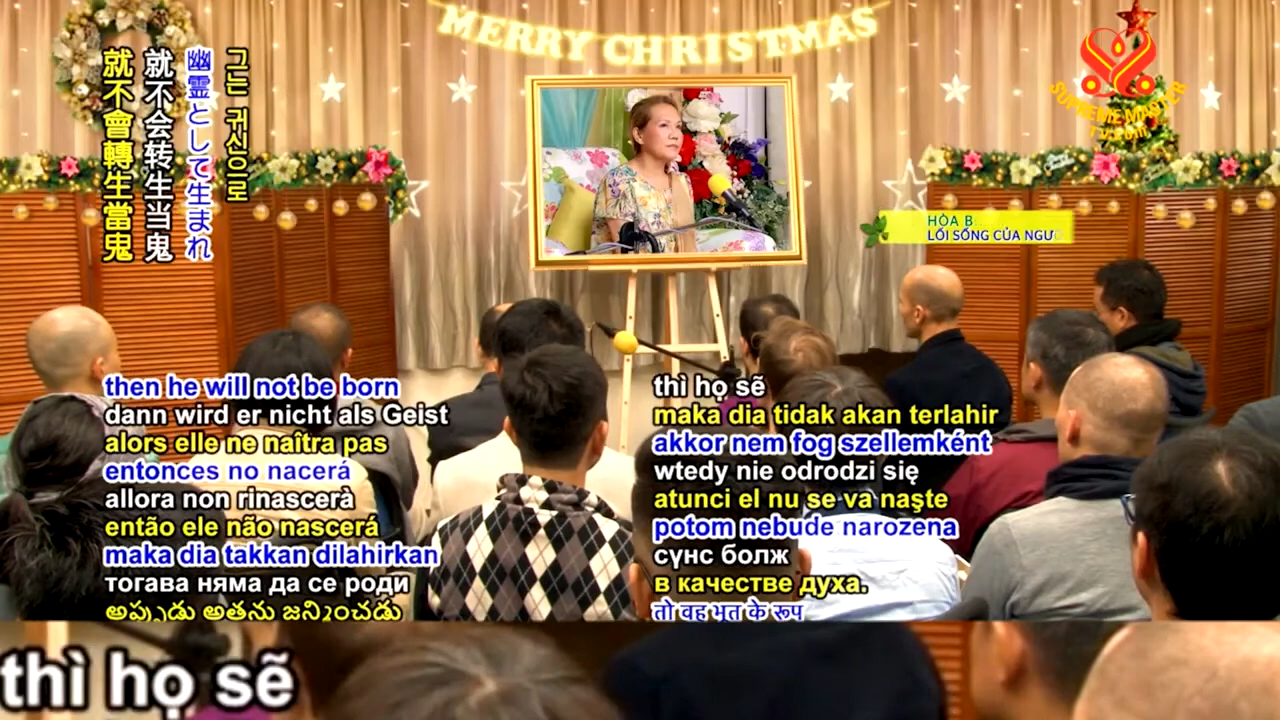 MERRY CHRISTMAS
SUPREME MASTER
TV.com
그는 귀신으로
幽霊として生まれ
就不会转生当鬼
就不會轉生當鬼
HÒA B
LỐI SỐNG CỦA NGƯ
then he will not be born
dann wird er nicht als Geist
alors elle ne naîtra pas
entonces no nacerá
allora non rinascerà
então ele não nascerá
maka dia takkan dilahirkan
тогава няма да се роди
అప్పుడు అతను జన్మించడు
thì họ sẽ
maka dia tidak akan terlahir
akkor nem fog szellemként
wtedy nie odrodzi się
atunci el nu se va naşte
potom nebude narozena
сүнс болж
в качестве духа.
तो वह भूत के रूप
thì họ sẽ